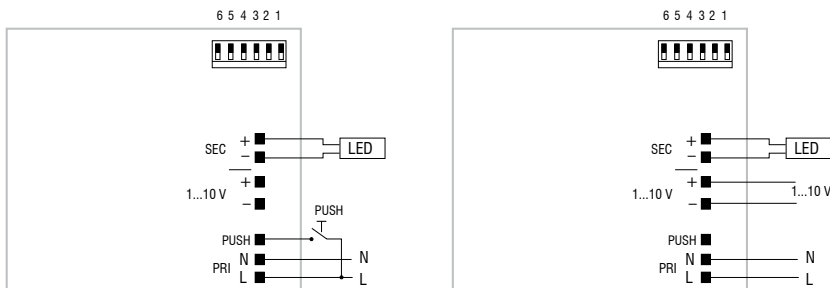 6 5 4 3 2 1
SEC + LED
−
+
1...10 V
−
PUSH
PUSH
N N
PRI
L L
6 5 4 3 2 1
SEC + LED
−
+
1...10 V 1...10 V
−
PUSH
N N
PRI
L L